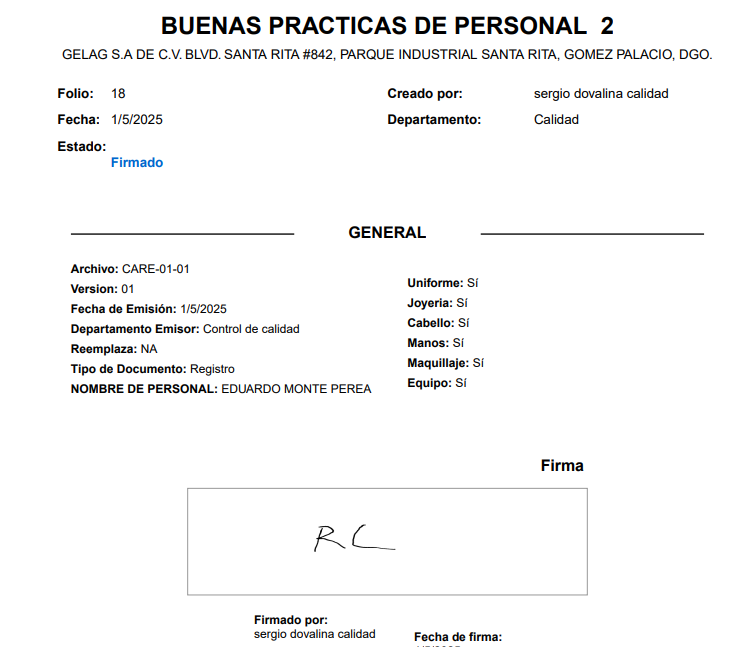 BUENAS PRACTICAS DE PERSONAL 2
GELAG S.A DE C.V. BLVD. SANTA RITA #842, PARQUE INDUSTRIAL SANTA RITA, GOMEZ PALACIO, DGO.
Folio: 18
Creado por: sergio dovalina calidad
Fecha: 1/5/2025
Departamento: Calidad
Estado:
Firmado
GENERAL
Archivo: CARE-01-01
Version: 01
Fecha de Emisión: 1/5/2025
Departamento Emisor: Control de calidad
Reemplaza: NA
Tipo de Documento: Registro
NOMBRE DE PERSONAL: EDUARDO MONTE PEREA
Uniforme: Sí
Joyeria: Sí
Cabello: Sí
Manos: Sí
Maquillaje: Sí
Equipo: Sí
Firma
RC
Firmado por:
sergio dovalina calidad
Fecha de firma: